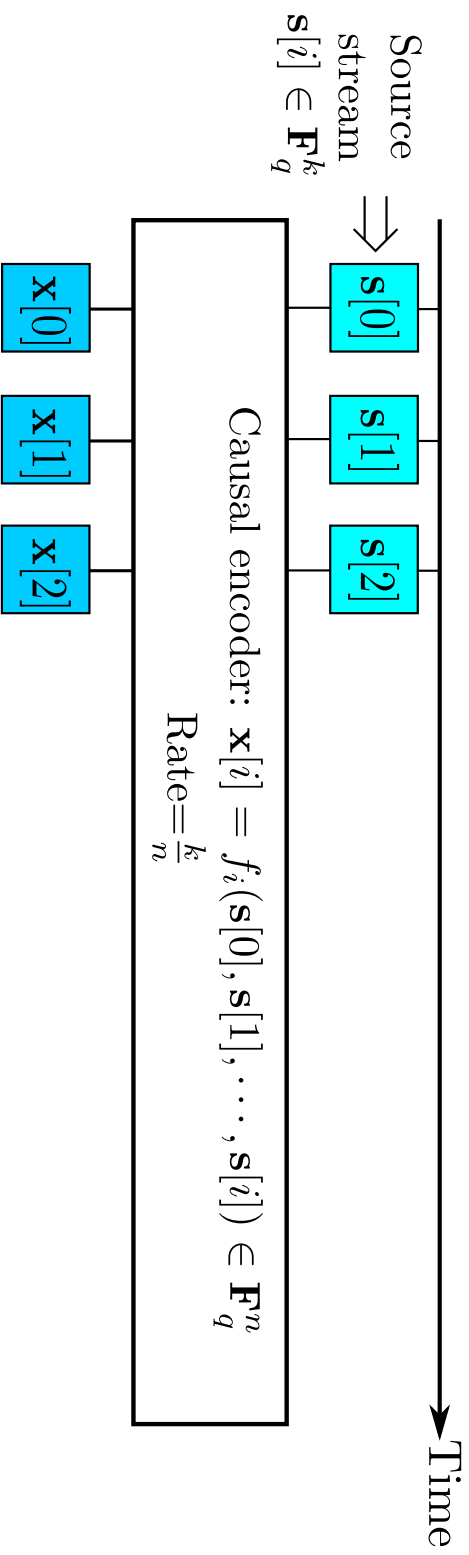 Time
Source
stream
s[i] ∈ F_q^k
s[0]
s[1]
s[2]
Causal encoder: x[i] = f_i(s[0], s[1], ⋯, s[i]) ∈ F_q^n
Rate=k/n
x[0]
x[1]
x[2]